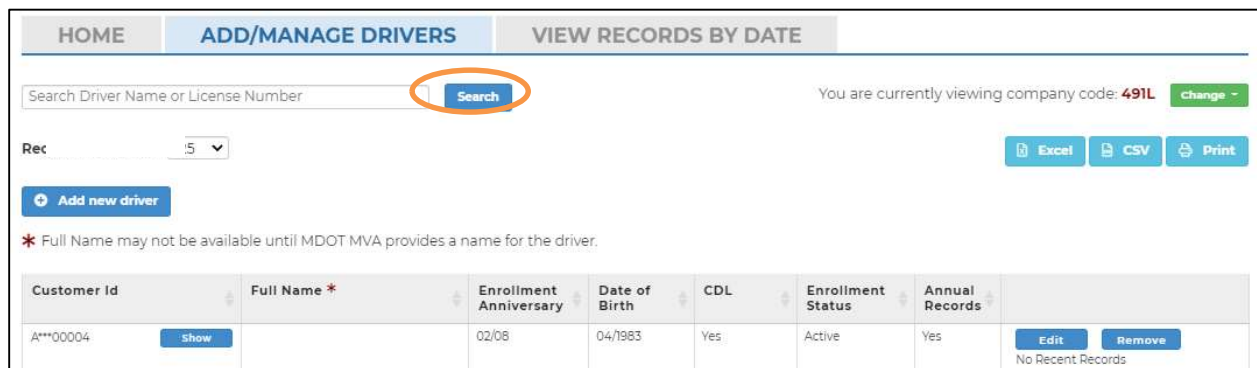 HOME ADD/MANAGE DRIVERS VIEW RECORDS BY DATE
Search Driver Name or License Number Search You are currently viewing company code: 491L Change
Excel CSV Print
Add new driver
* Full Name may not be available until MDOT MVA provides a name for the driver.
Customer Id Full Name * Enrollment Anniversary Date of Birth CDL Enrollment Status Annual Records
A***00004 Show 02/08 04/1983 Yes Active Yes Edit Remove
No Recent Records